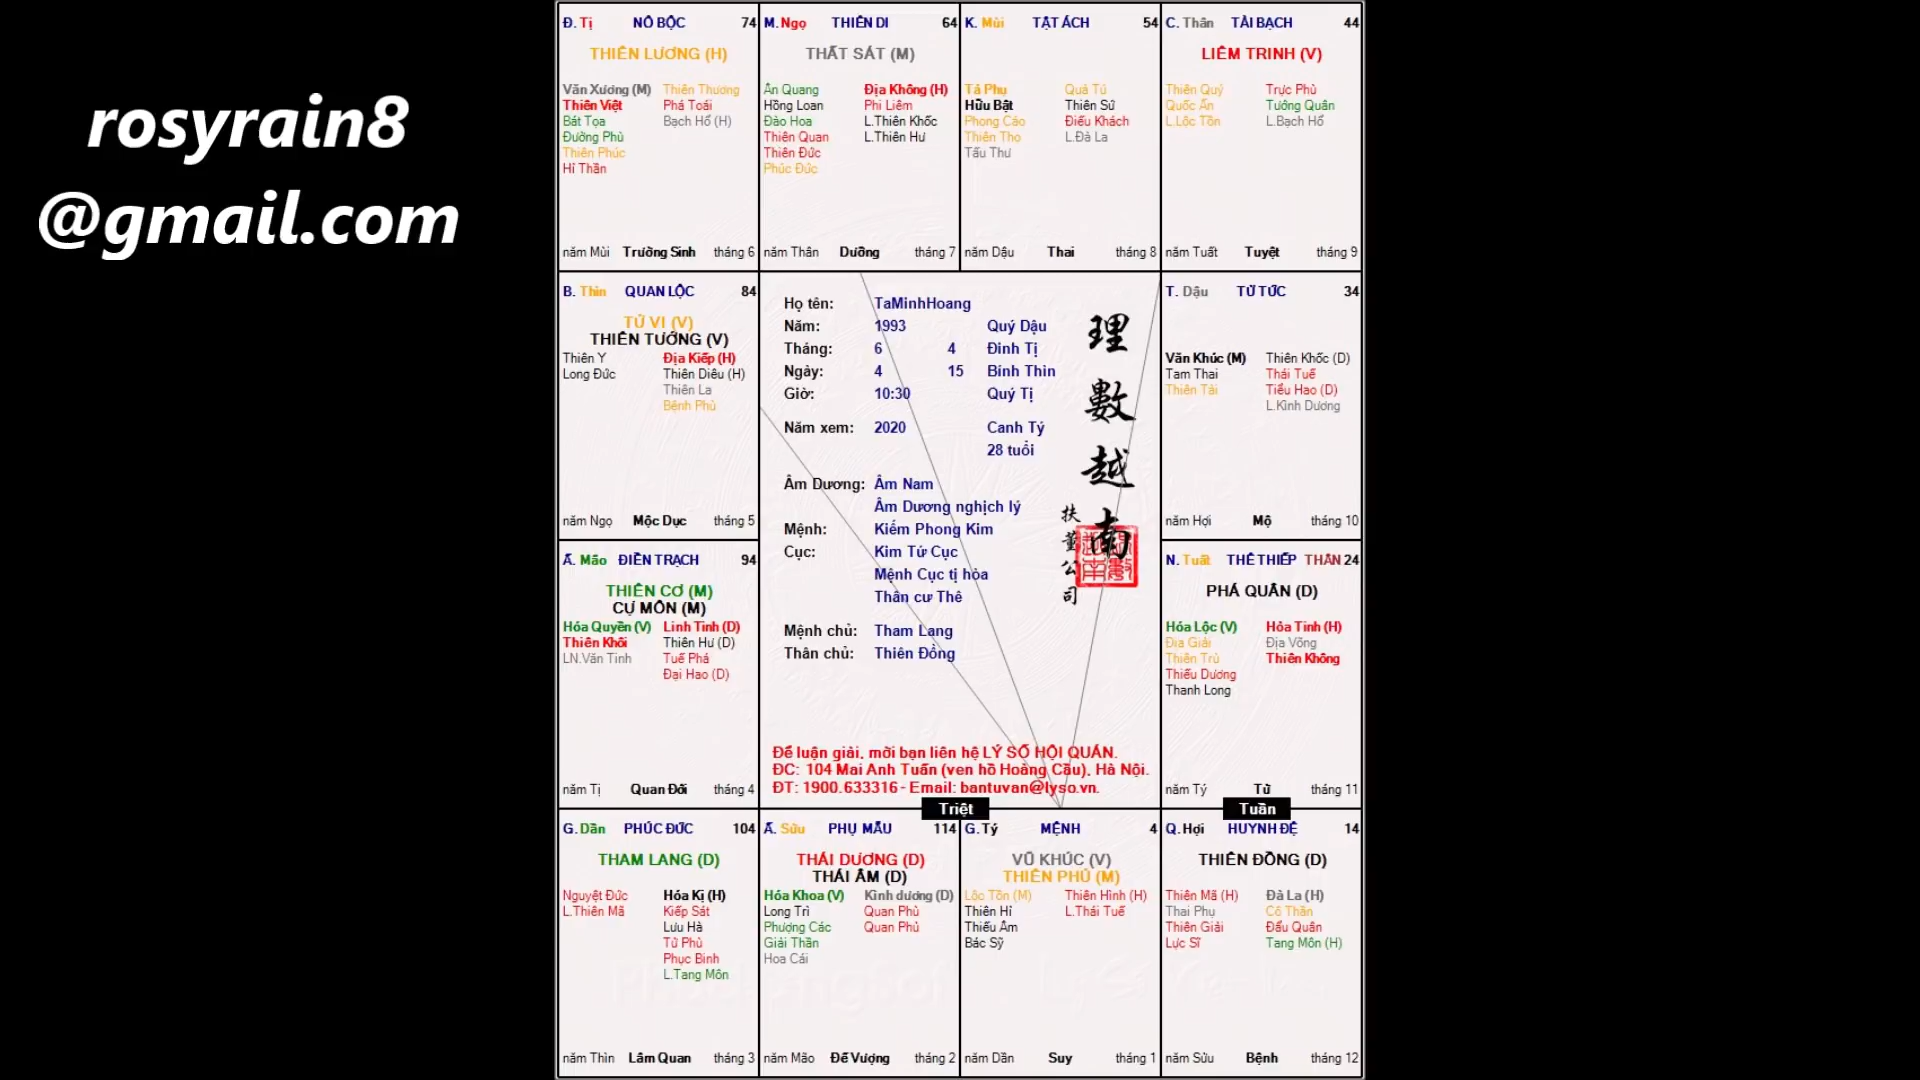 rosyrain8
@gmail.com
Đ. Tị NÔ BỘC 74
THIÊN LƯƠNG (H)
Văn Xương (M) Thiên Thương
Thiên Việt Phá Toái
Bát Tọa Bạch Hổ (H)
Đường Phù
Thiên Phúc
Hỉ Thần
năm Mùi Trường Sinh tháng 6
M. Ngọ THIÊN DI 64
THẤT SÁT (M)
Ân Quang Địa Không (H)
Hồng Loan Phi Liêm
Đào Hoa L.Thiên Khốc
Thiên Quan L.Thiên Hư
Thiên Đức
Phúc Đức
năm Thân Dưỡng tháng 7
K. Mùi TẬT ÁCH 54
Tả Phụ Quả Tú
Hữu Bật Thiên Sứ
Phong Cáo Điếu Khách
Thiên Thọ L.Đà La
Tấu Thư
năm Dậu Thai tháng 8
C. Thân TÀI BẠCH 44
LIÊM TRINH (V)
Thiên Quý Trực Phù
Quốc Ấn Tướng Quân
L.Lộc Tồn L.Bạch Hổ
năm Tuất Tuyệt tháng 9
B. Thìn QUAN LỘC 84
TỬ VI (V)
THIÊN TƯỚNG (V)
Thiên Y Địa Kiếp (H)
Long Đức Thiên Diêu (H)
Thiên La
Bệnh Phù
năm Ngọ Mộc Dục tháng 5
Họ tên: TaMinhHoang
Năm: 1993 Quý Dậu
Tháng: 6 4 Đinh Tị
Ngày: 4 15 Bính Thìn
Giờ: 10:30 Quý Tị
Năm xem: 2020 Canh Tý
28 tuổi
Âm Dương: Âm Nam
Âm Dương nghịch lý
Mệnh: Kiếm Phong Kim
Cục: Kim Tứ Cục
Mệnh Cục tị hòa
Thân cư Thê
Mệnh chủ: Tham Lang
Thân chủ: Thiên Đồng
理數越南
扶董公司
Để luận giải, mời bạn liên hệ LÝ SỐ HỘI QUÁN.
ĐC: 104 Mai Anh Tuấn (ven hồ Hoàng Cầu), Hà Nội.
ĐT: 1900.633316 - Email: bantuvan@lyso.vn.
T. Dậu TỬ TỨC 34
Văn Khúc (M) Thiên Khốc (D)
Tam Thai Thái Tuế
Thiên Tài Tiểu Hao (D)
L.Kình Dương
năm Hợi Mộ tháng 10
Ấ. Mão ĐIỀN TRẠCH 94
THIÊN CƠ (M)
CỰ MÔN (M)
Hóa Quyền (V) Linh Tinh (D)
Thiên Khôi Thiên Hư (D)
LN.Văn Tinh Tuế Phá
Đại Hao (D)
năm Tị Quan Đới tháng 4
N. Tuất THÊ THIẾP THÂN 24
PHÁ QUÂN (D)
Hóa Lộc (V) Hỏa Tinh (H)
Địa Giải Địa Võng
Thiên Trù Thiên Không
Thiếu Dương
Thanh Long
năm Tý Tử tháng 11
Triệt
Tuần
G. Dần PHÚC ĐỨC 104
THAM LANG (D)
Nguyệt Đức Hóa Kị (H)
L.Thiên Mã Kiếp Sát
Lưu Hà
Tử Phù
Phục Binh
L.Tang Môn
năm Thìn Lâm Quan tháng 3
Ấ. Sửu PHỤ MẪU 114
THÁI DƯƠNG (D)
THÁI ÂM (D)
Hóa Khoa (V) Kình dương (D)
Long Trì Quan Phù
Phượng Các Quan Phủ
Giải Thần
Hoa Cái
năm Mão Đế Vượng tháng 2
G. Tý MỆNH 4
VŨ KHÚC (V)
THIÊN PHỦ (M)
Lộc Tồn (M) Thiên Hình (H)
Thiên Hỉ L.Thái Tuế
Thiếu Âm
Bác Sỹ
năm Dần Suy tháng 1
Q. Hợi HUYNH ĐỆ 14
THIÊN ĐỒNG (D)
Thiên Mã (H) Đà La (H)
Thai Phụ Cô Thần
Thiên Giải Đẩu Quân
Lực Sĩ Tang Môn (H)
năm Sửu Bệnh tháng 12